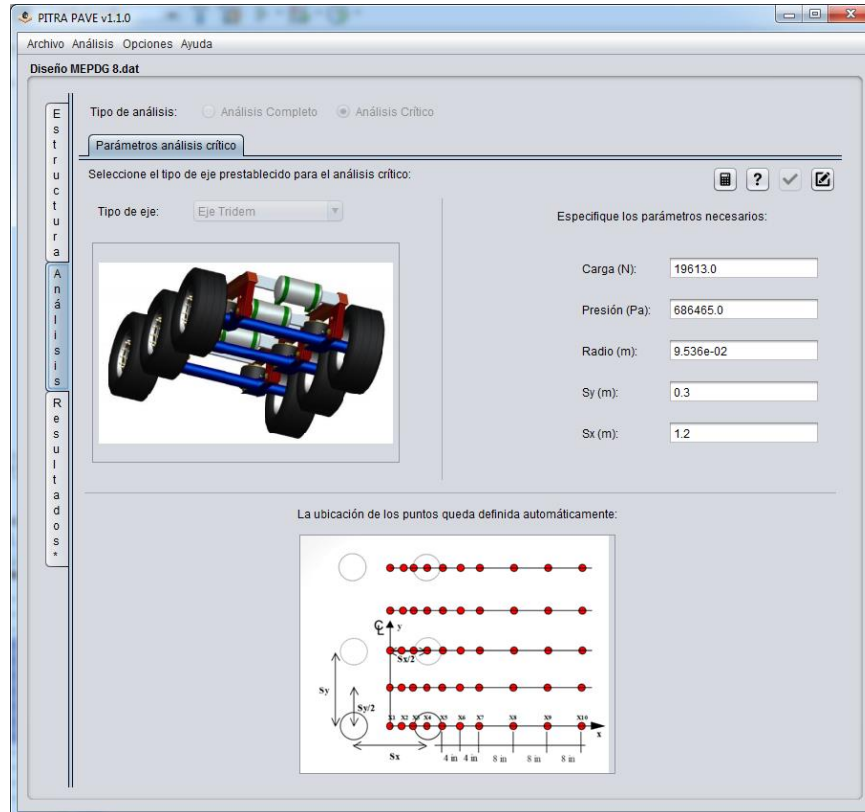 PITRA PAVE v1.1.0
Archivo Análisis Opciones Ayuda
Diseño MEPDG 8.dat
Estructura
Análisis
Resultados*
Tipo de análisis: Análisis Completo Análisis Crítico
Parámetros análisis crítico
Seleccione el tipo de eje prestablecido para el análisis crítico:
?
Tipo de eje: Eje Tridem
Especifique los parámetros necesarios:
Carga (N): 19613.0
Presión (Pa): 686465.0
Radio (m): 9.536e-02
Sy (m): 0.3
Sx (m): 1.2
La ubicación de los puntos queda definida automáticamente:
y
Sx/2
Sy
Sy/2
X1 X2 X3 X4 X5 X6 X7 X8 X9 X10
x
Sx
4 in 4 in 8 in 8 in 8 in